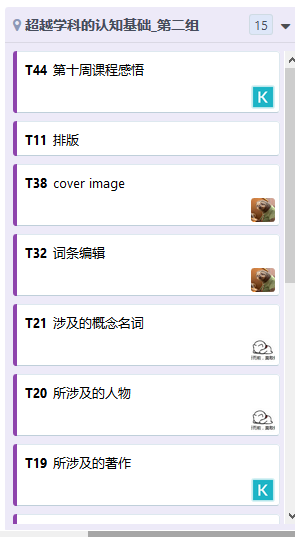 超越学科的认知基础_第二组 15
T44 第十周课程感悟
K
T11 排版
T38 cover image
T32 词条编辑
T21 涉及的概念名词
T20 所涉及的人物
T19 所涉及的著作
K